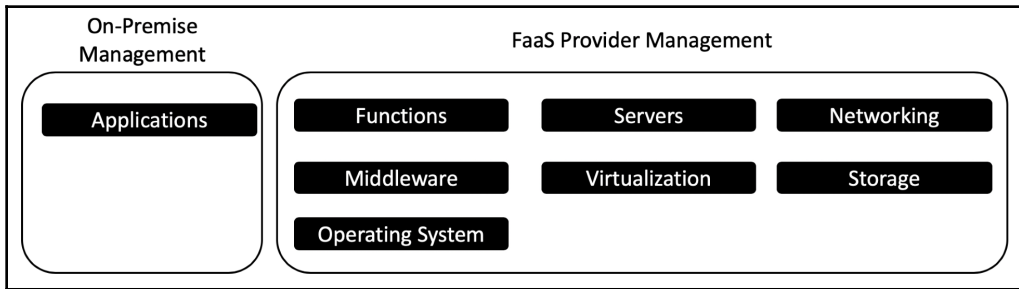 On-Premise
Management
FaaS Provider Management
Applications
Functions
Servers
Networking
Middleware
Virtualization
Storage
Operating System